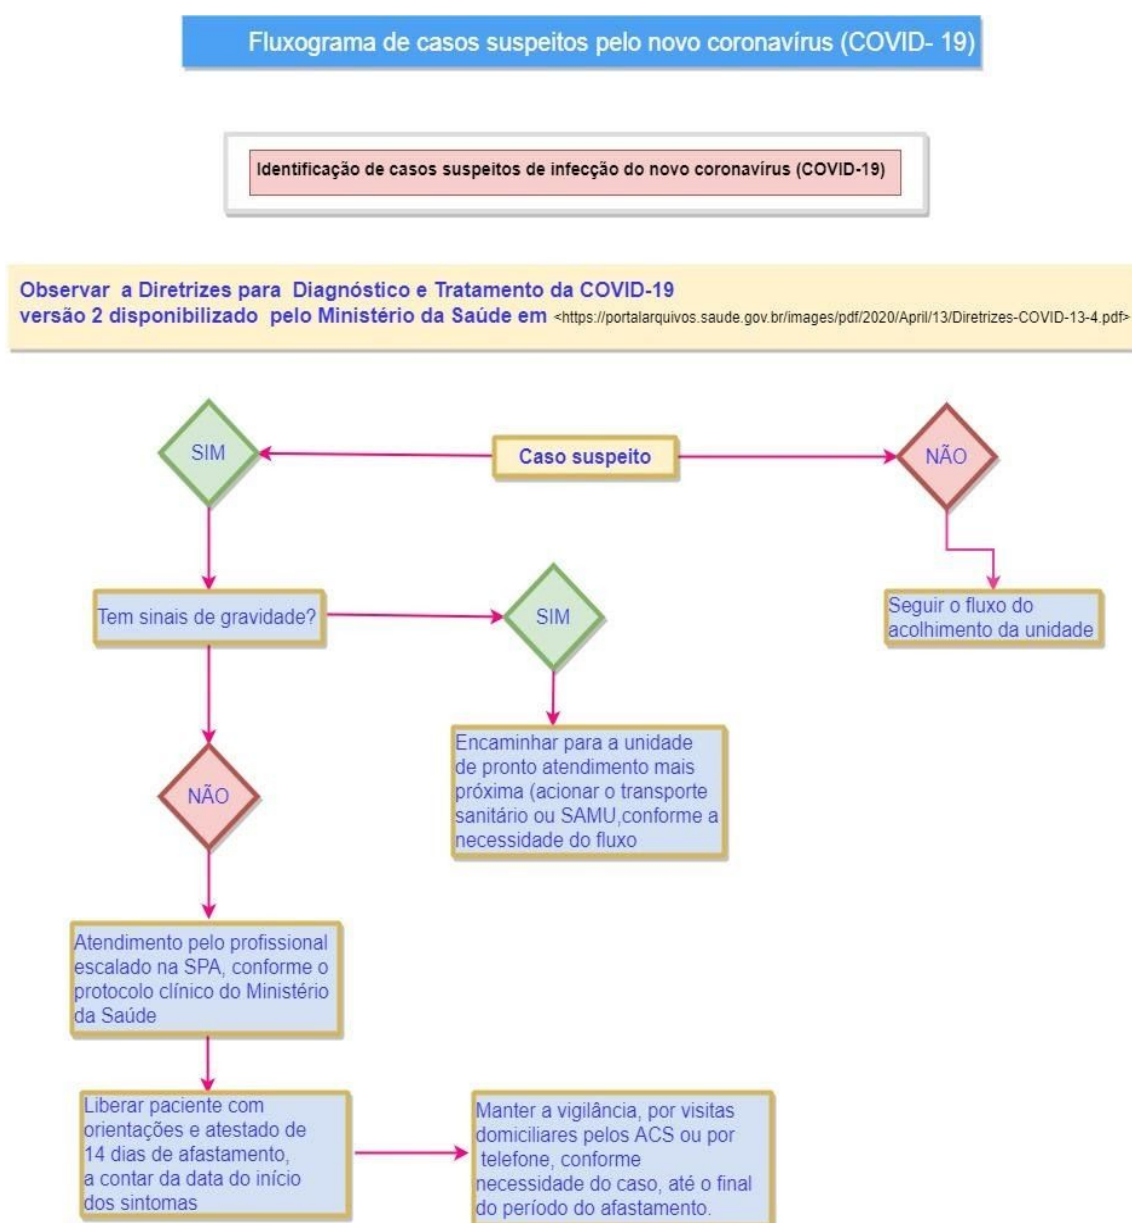 Fluxograma de casos suspeitos pelo novo coronavírus (COVID- 19)
Identificação de casos suspeitos de infecção do novo coronavírus (COVID-19)
Observar a Diretrizes para Diagnóstico e Tratamento da COVID-19
versão 2 disponibilizado pelo Ministério da Saúde em <https://portalarquivos.saude.gov.br/images/pdf/2020/April/13/Diretrizes-COVID-13-4.pdf>
SIM
Caso suspeito
NÃO
Tem sinais de gravidade?
SIM
Seguir o fluxo do
acolhimento da unidade
Encaminhar para a unidade
de pronto atendimento mais
próxima (acionar o transporte
sanitário ou SAMU,conforme a
necessidade do fluxo
NÃO
Atendimento pelo profissional
escalado na SPA, conforme o
protocolo clínico do Ministério
da Saúde
Liberar paciente com
orientações e atestado de
14 dias de afastamento,
a contar da data do início
dos sintomas
Manter a vigilância, por visitas
domiciliares pelos ACS ou por
telefone, conforme
necessidade do caso, até o final
do período do afastamento.